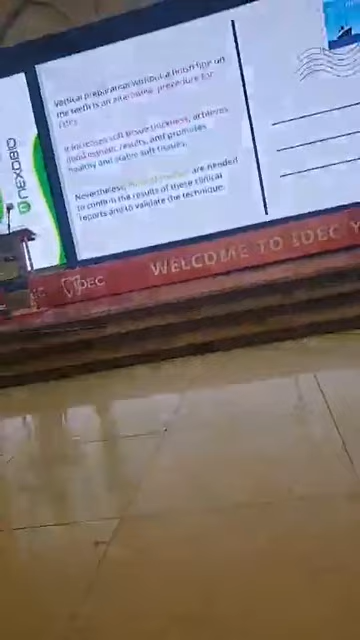 Vertical preparation without a finish line on
the teeth is an alternative procedure for
It increases soft tissue thickness, achieves
good esthetic results, and promotes
healthy and stable soft tissues.
Nevertheless, are needed
to confirm the results of these clinical
reports and to validate the technique.
NEXOBIO
IDEC
WELCOME TO IDEC